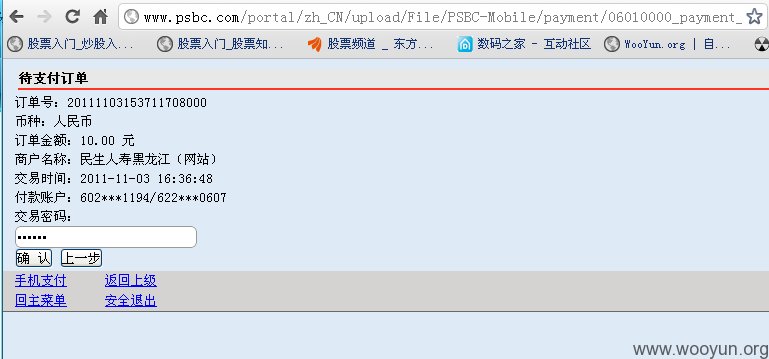 www.psbc.com/portal/zh_CN/upload/File/PSBC-Mobile/payment/06010000_payment_
股票入门_炒股入... 股票入门_股票知... 股票频道 _ 东方... 数码之家 - 互动社区 WooYun.org | 自...
待支付订单
订单号：20111103153711708000
币种：人民币
订单金额：10.00 元
商户名称：民生人寿黑龙江（网站）
交易时间：2011-11-03 16:36:48
付款账户：602***1194/622***0607
交易密码：
••••••
确 认 上一步
手机支付 返回上级
回主菜单 安全退出
www.wooyun.org